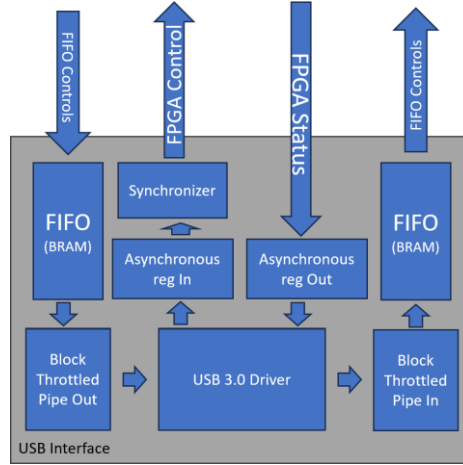 FIFO Controls
FPGA Control
FPGA Status
FIFO Controls
FIFO
(BRAM)
Synchronizer
FIFO
(BRAM)
Asynchronous
reg In
Asynchronous
reg Out
Block
Throttled
Pipe Out
USB 3.0 Driver
Block
Throttled
Pipe In
USB Interface